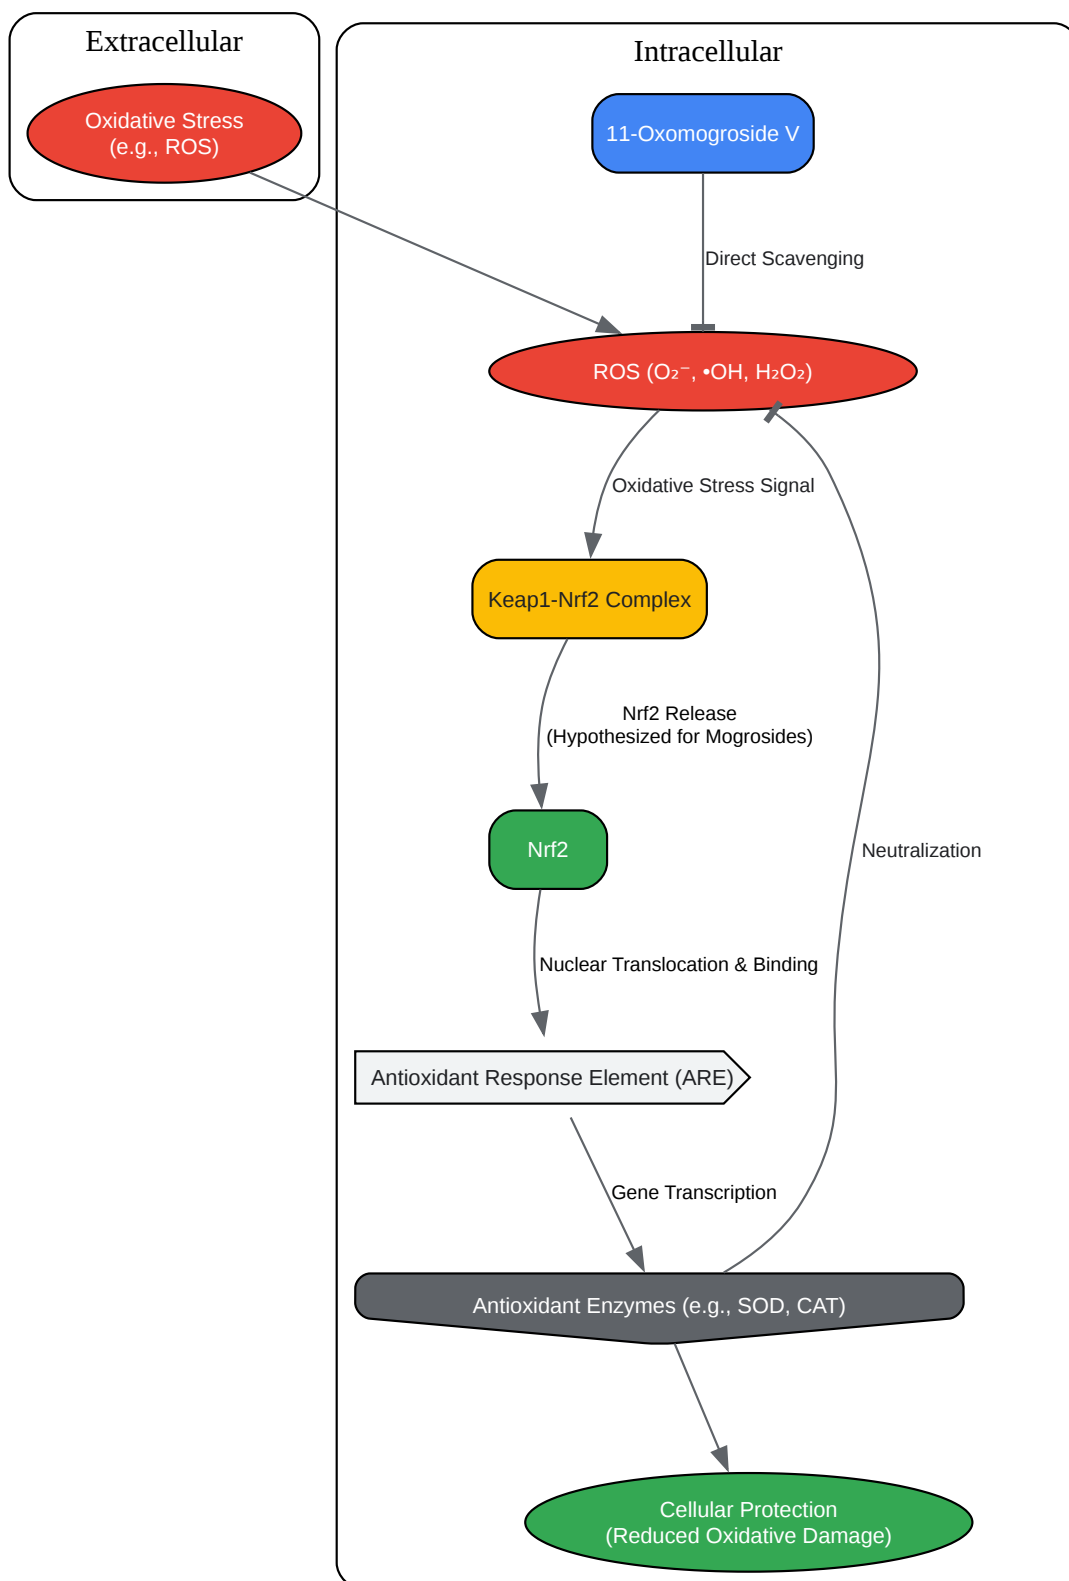 Extracellular
Oxidative Stress
(e.g., ROS)
Intracellular
11-Oxomogroside V
Direct Scavenging
ROS (O₂⁻, •OH, H₂O₂)
Oxidative Stress Signal
Keap1-Nrf2 Complex
Nrf2 Release
(Hypothesized for Mogrosides)
Nrf2
Neutralization
Nuclear Translocation & Binding
Antioxidant Response Element (ARE)
Gene Transcription
Antioxidant Enzymes (e.g., SOD, CAT)
Cellular Protection
(Reduced Oxidative Damage)